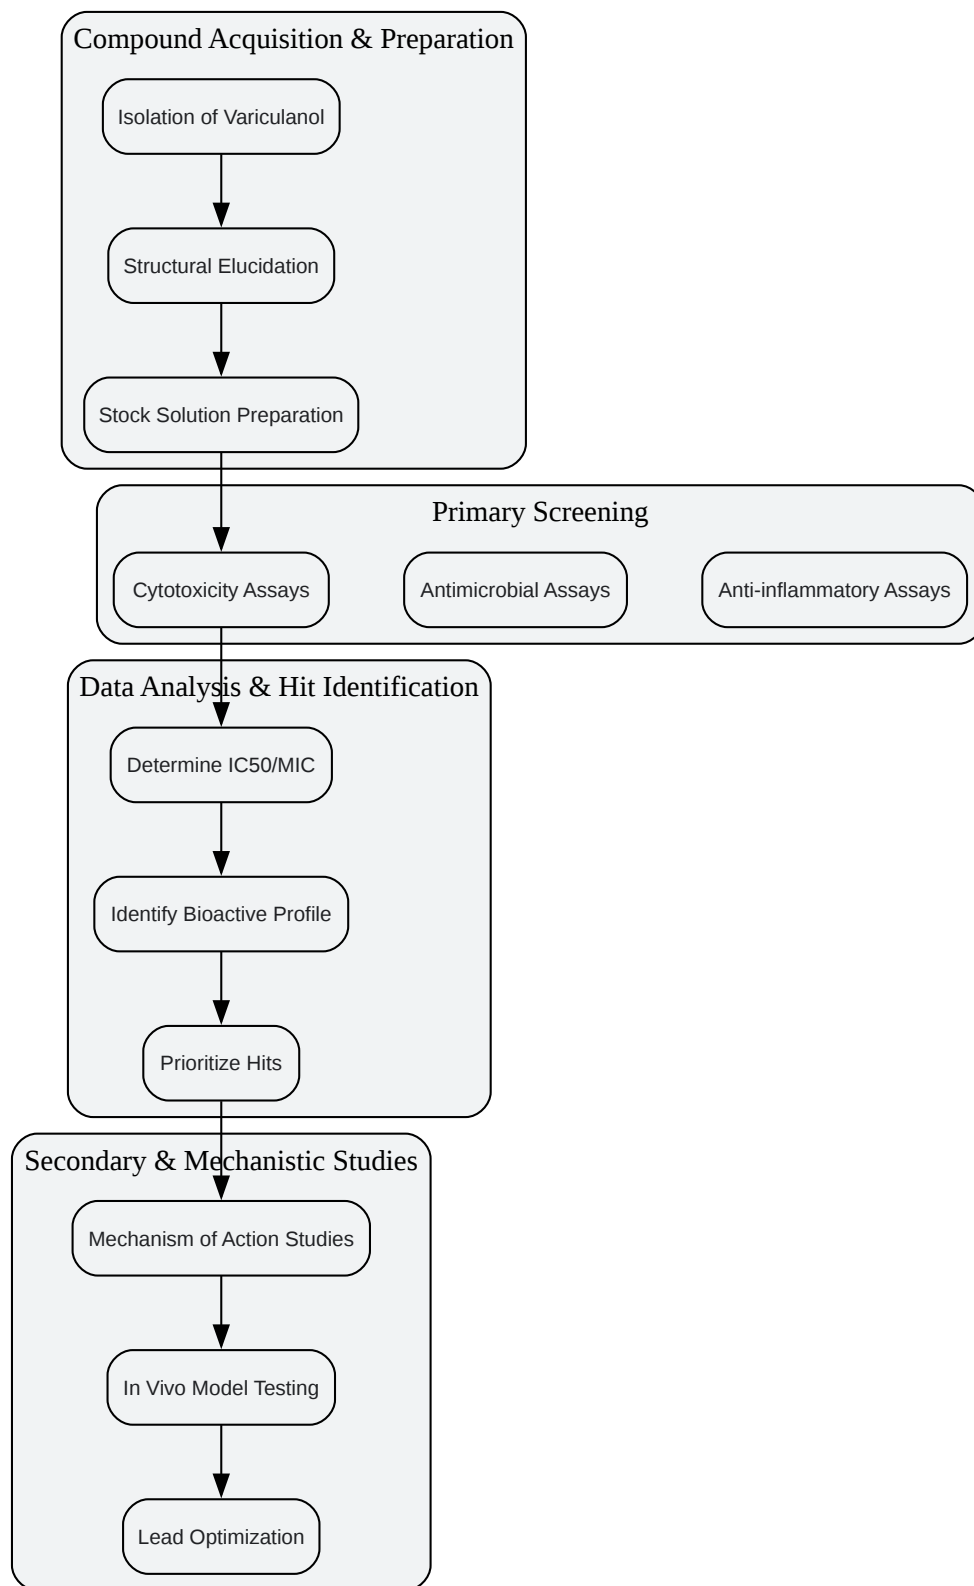 Compound Acquisition & Preparation
Isolation of Variculanol
Structural Elucidation
Stock Solution Preparation
Primary Screening
Cytotoxicity Assays
Antimicrobial Assays
Anti-inflammatory Assays
Data Analysis & Hit Identification
Determine IC50/MIC
Identify Bioactive Profile
Prioritize Hits
Secondary & Mechanistic Studies
Mechanism of Action Studies
In Vivo Model Testing
Lead Optimization